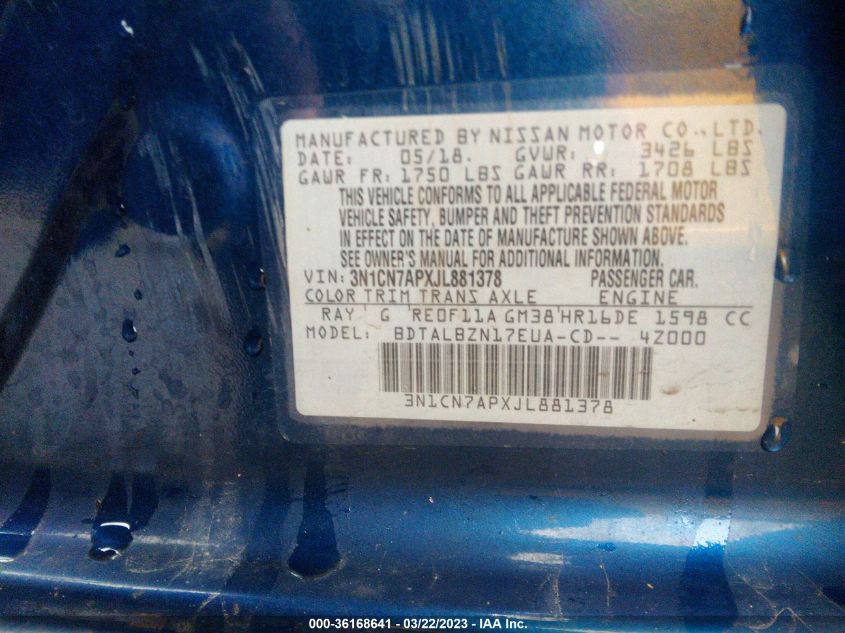 MANUFACTURED BY NISSAN MOTOR CO., LTD.
DATE: 05/18. GVWR: 3426 LBS
GAWR FR: 1750 LBS GAWR RR: 1708 LBS
THIS VEHICLE CONFORMS TO ALL APPLICABLE FEDERAL MOTOR
VEHICLE SAFETY, BUMPER AND THEFT PREVENTION STANDARDS
IN EFFECT ON THE DATE OF MANUFACTURE SHOWN ABOVE.
SEE OWNER'S MANUAL FOR ADDITIONAL INFORMATION.
VIN: 3N1CN7APXJL881378 PASSENGER CAR.
COLOR TRIM TRANS AXLE ENGINE
RAY G RE0F11A GM38 HR16DE 1598 CC
MODEL: BDTALBZN17EUA-CD-- 4Z000
3N1CN7APXJL881378
000-36168641 - 03/22/2023 - IAA Inc.